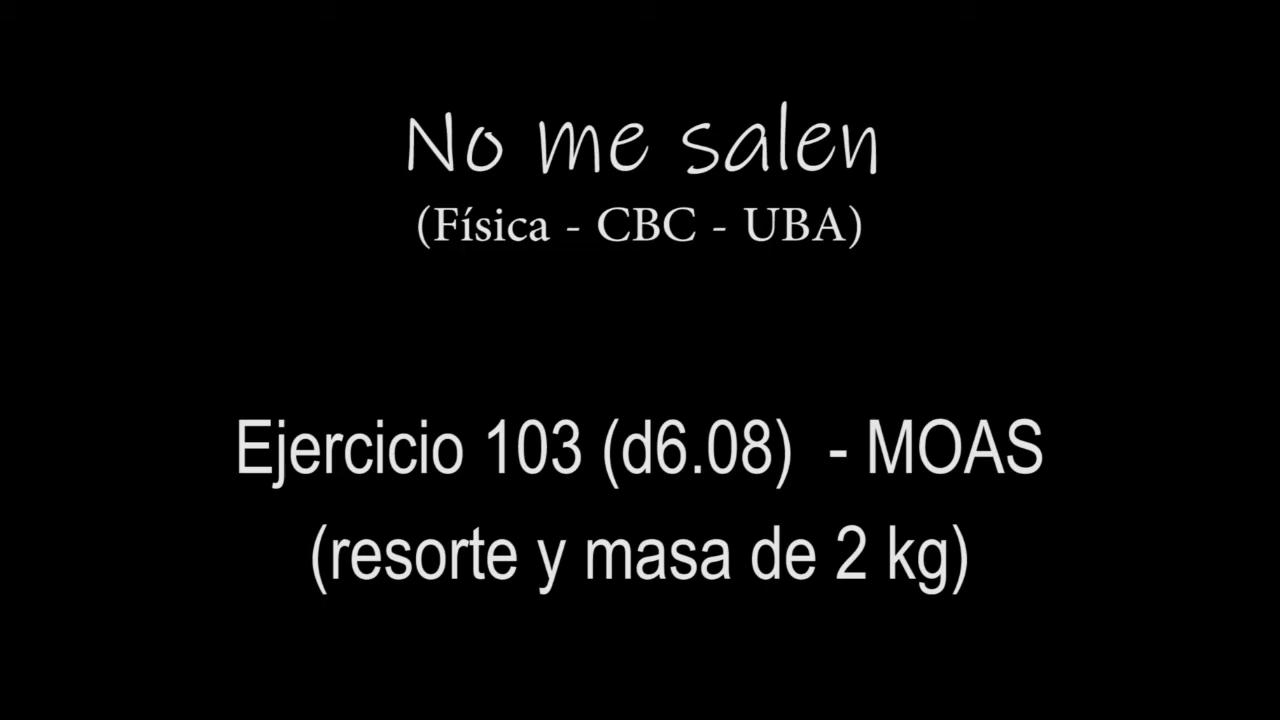 No me salen
(Física - CBC - UBA)
Ejercicio 103 (d6.08) - MOAS
(resorte y masa de 2 kg)